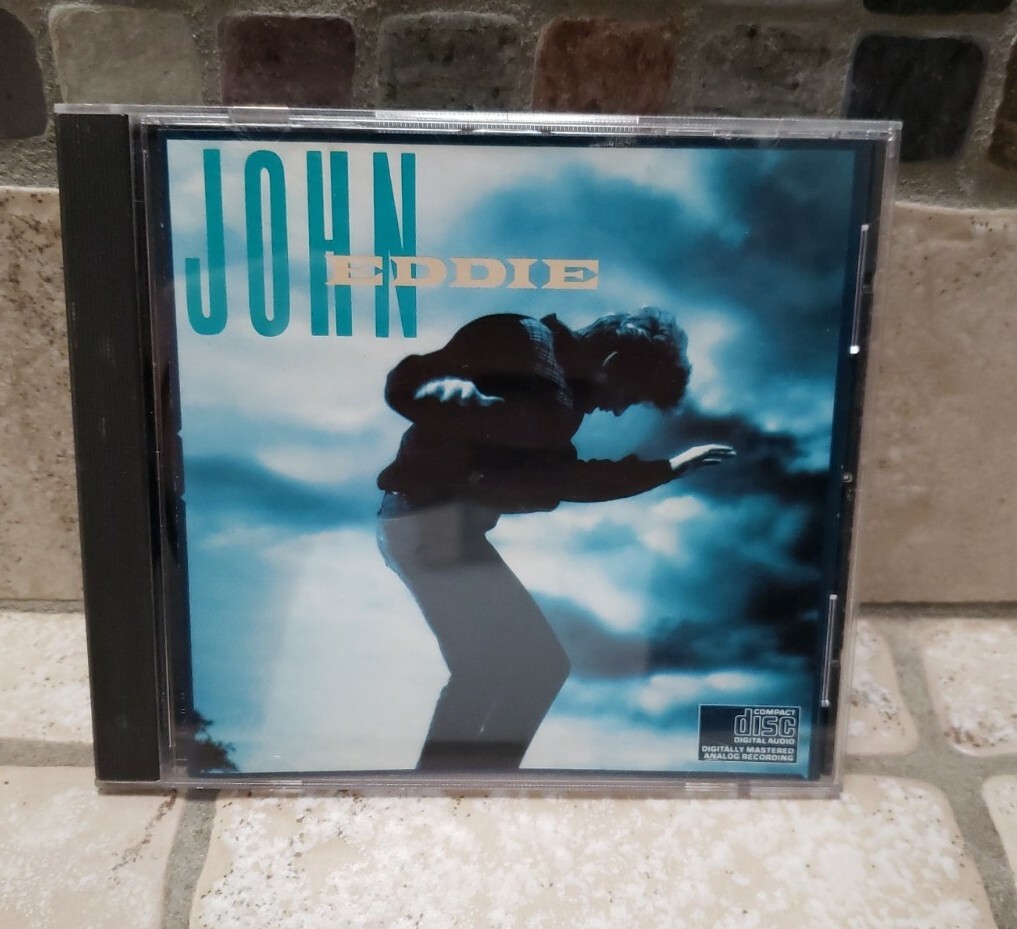 JOHN
EDDIE
COMPACT
disc
DIGITAL AUDIO
DIGITALLY MASTERED
ANALOG RECORDING